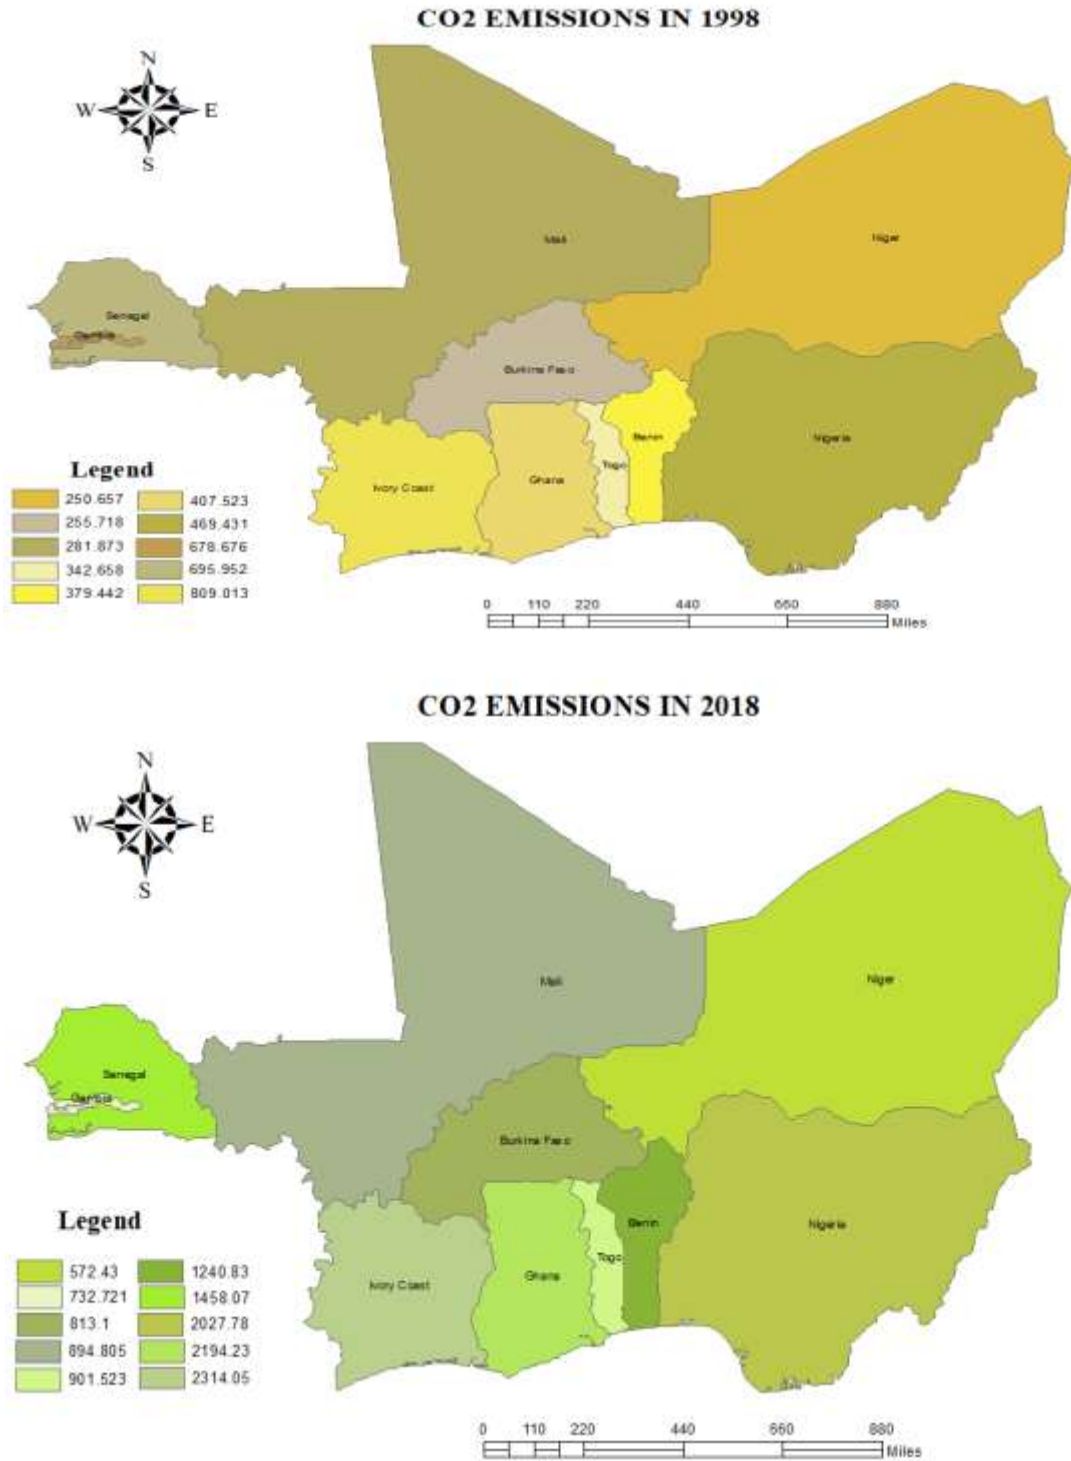 CO2 EMISSIONS IN 1998
N
W E
S
Mali
Niger
Senegal
Gambia
Burkina Faso
Benin
Nigeria
Togo
Ghana
Ivory Coast
Legend
250.657 407.523
255.718 469.431
281.873 678.676
342.658 695.952
379.442 809.013
0 110 220 440 660 880
Miles
CO2 EMISSIONS IN 2018
N
W E
S
Mali
Niger
Senegal
Gambia
Burkina Faso
Benin
Nigeria
Togo
Ghana
Ivory Coast
Legend
572.43 1240.83
732.721 1458.07
813.1 2027.78
894.805 2194.23
901.523 2314.05
0 110 220 440 660 880
Miles